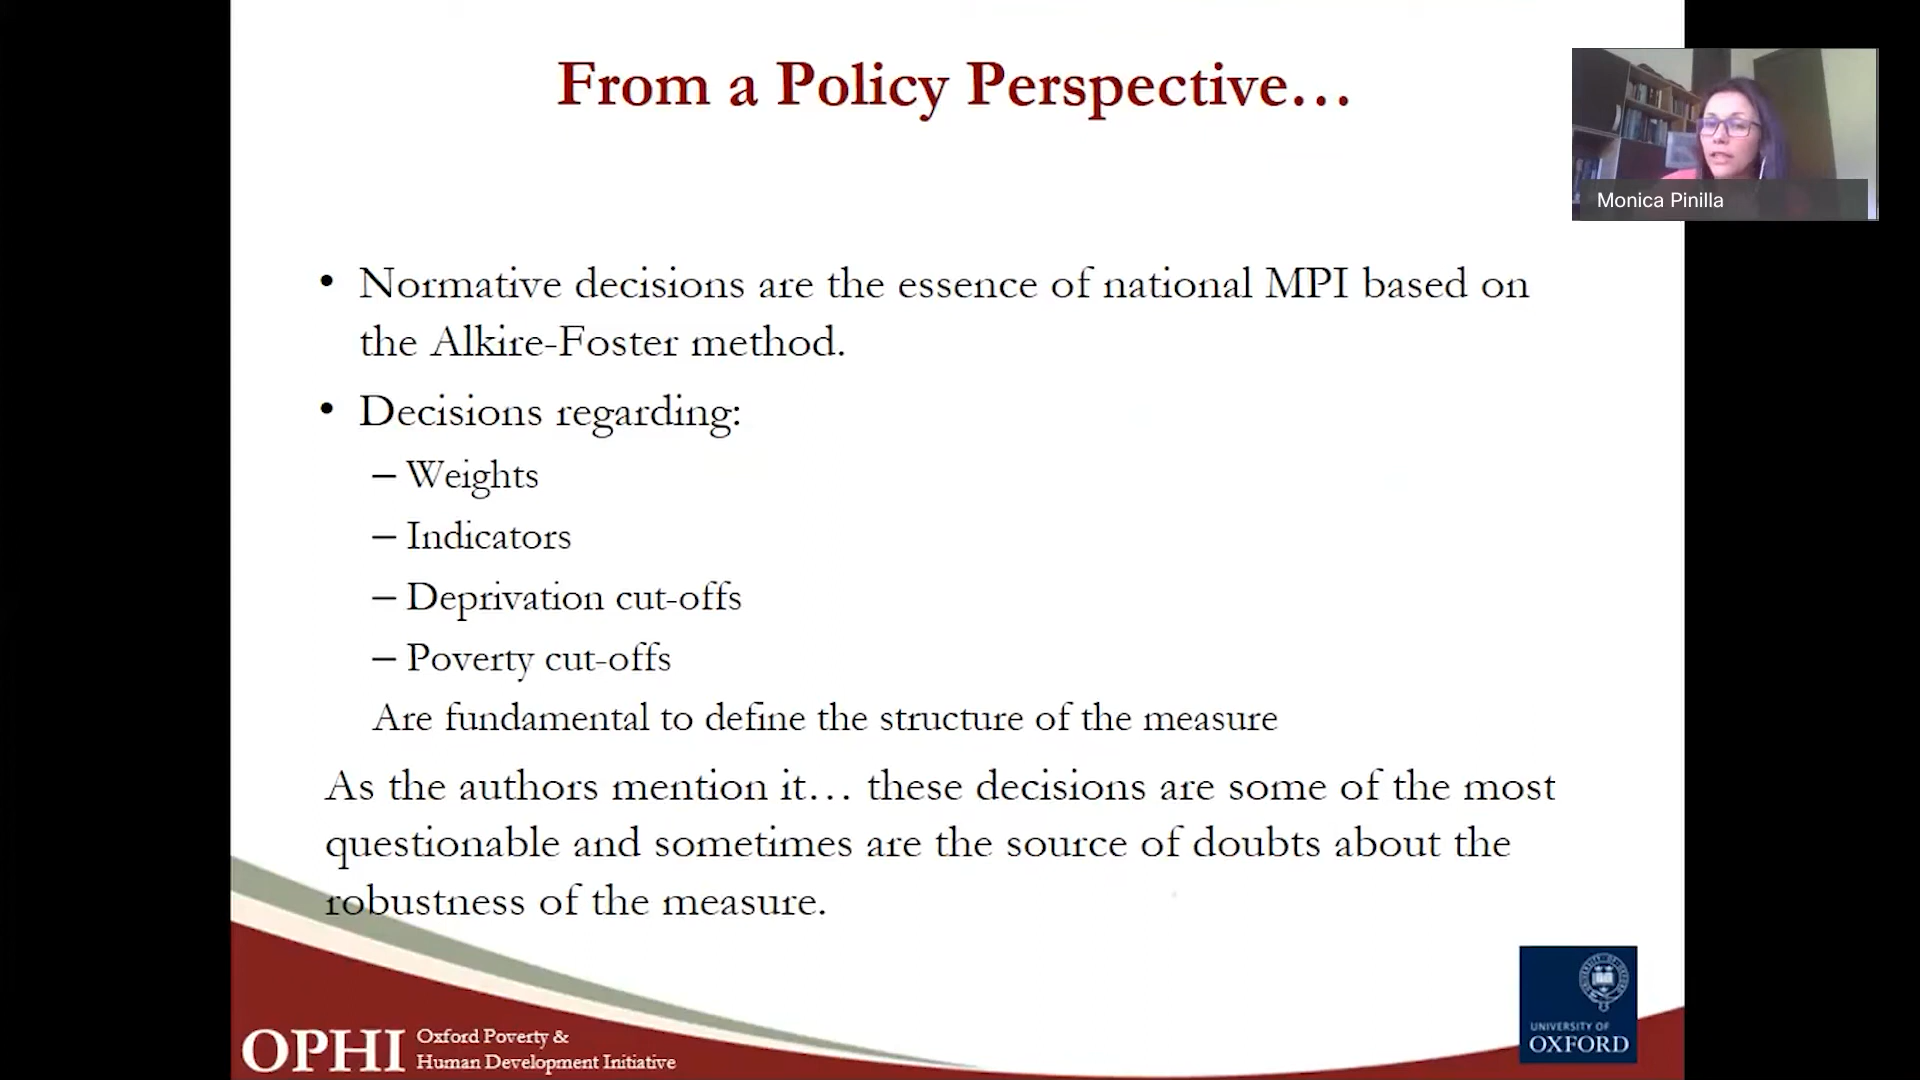 From a Policy Perspective...
Monica Pinilla
• Normative decisions are the essence of national MPI based on
the Alkire-Foster method.
• Decisions regarding:
– Weights
– Indicators
– Deprivation cut-offs
– Poverty cut-offs
Are fundamental to define the structure of the measure
As the authors mention it... these decisions are some of the most
questionable and sometimes are the source of doubts about the
robustness of the measure.
OPHI
Oxford Poverty &
Human Development Initiative
UNIVERSITY OF
OXFORD